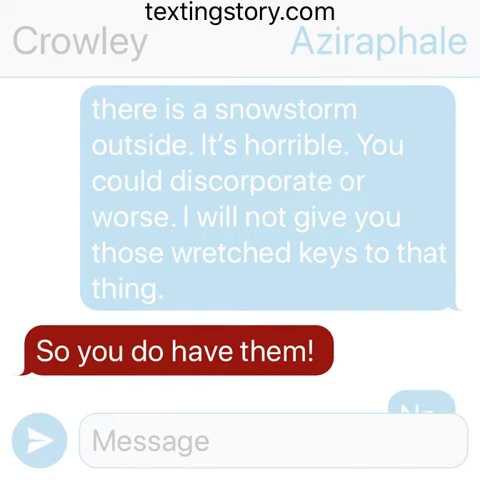 textingstory.com
Crowley Aziraphale
there is a snowstorm
outside. It's horrible. You
could discorporate or
worse. I will not give you
those wretched keys to that
thing.
So you do have them!
Message